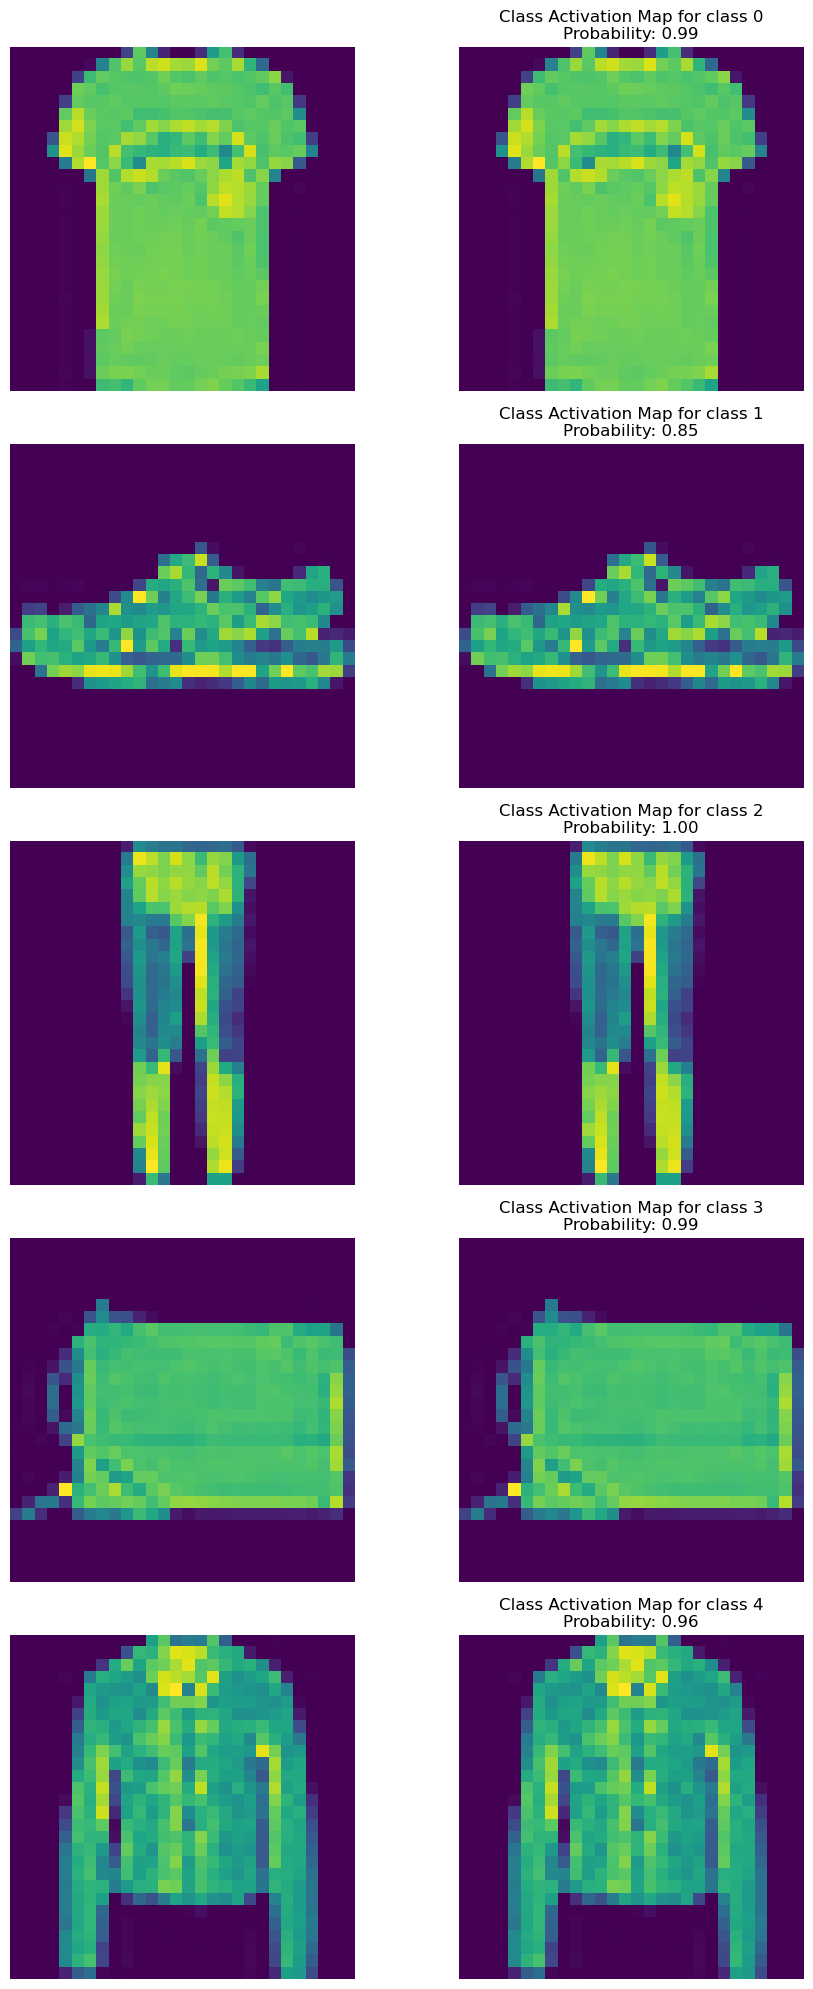 Class Activation Map for class 0
Probability: 0.99
Class Activation Map for class 1
Probability: 0.85
Class Activation Map for class 2
Probability: 1.00
Class Activation Map for class 3
Probability: 0.99
Class Activation Map for class 4
Probability: 0.96